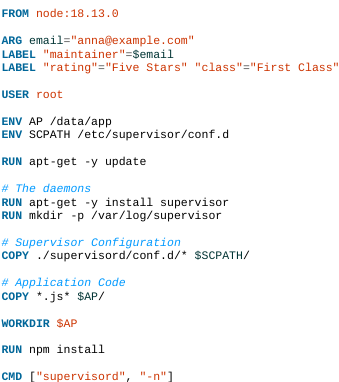 FROM node:18.13.0
ARG email="anna@example.com"
LABEL "maintainer"=$email
LABEL "rating"="Five Stars" "class"="First Class"
USER root
ENV AP /data/app
ENV SCPATH /etc/supervisor/conf.d
RUN apt-get -y update
# The daemons
RUN apt-get -y install supervisor
RUN mkdir -p /var/log/supervisor
# Supervisor Configuration
COPY ./supervisord/conf.d/* $SCPATH/
# Application Code
COPY *.js* $AP/
WORKDIR $AP
RUN npm install
CMD ["supervisord", "-n"]